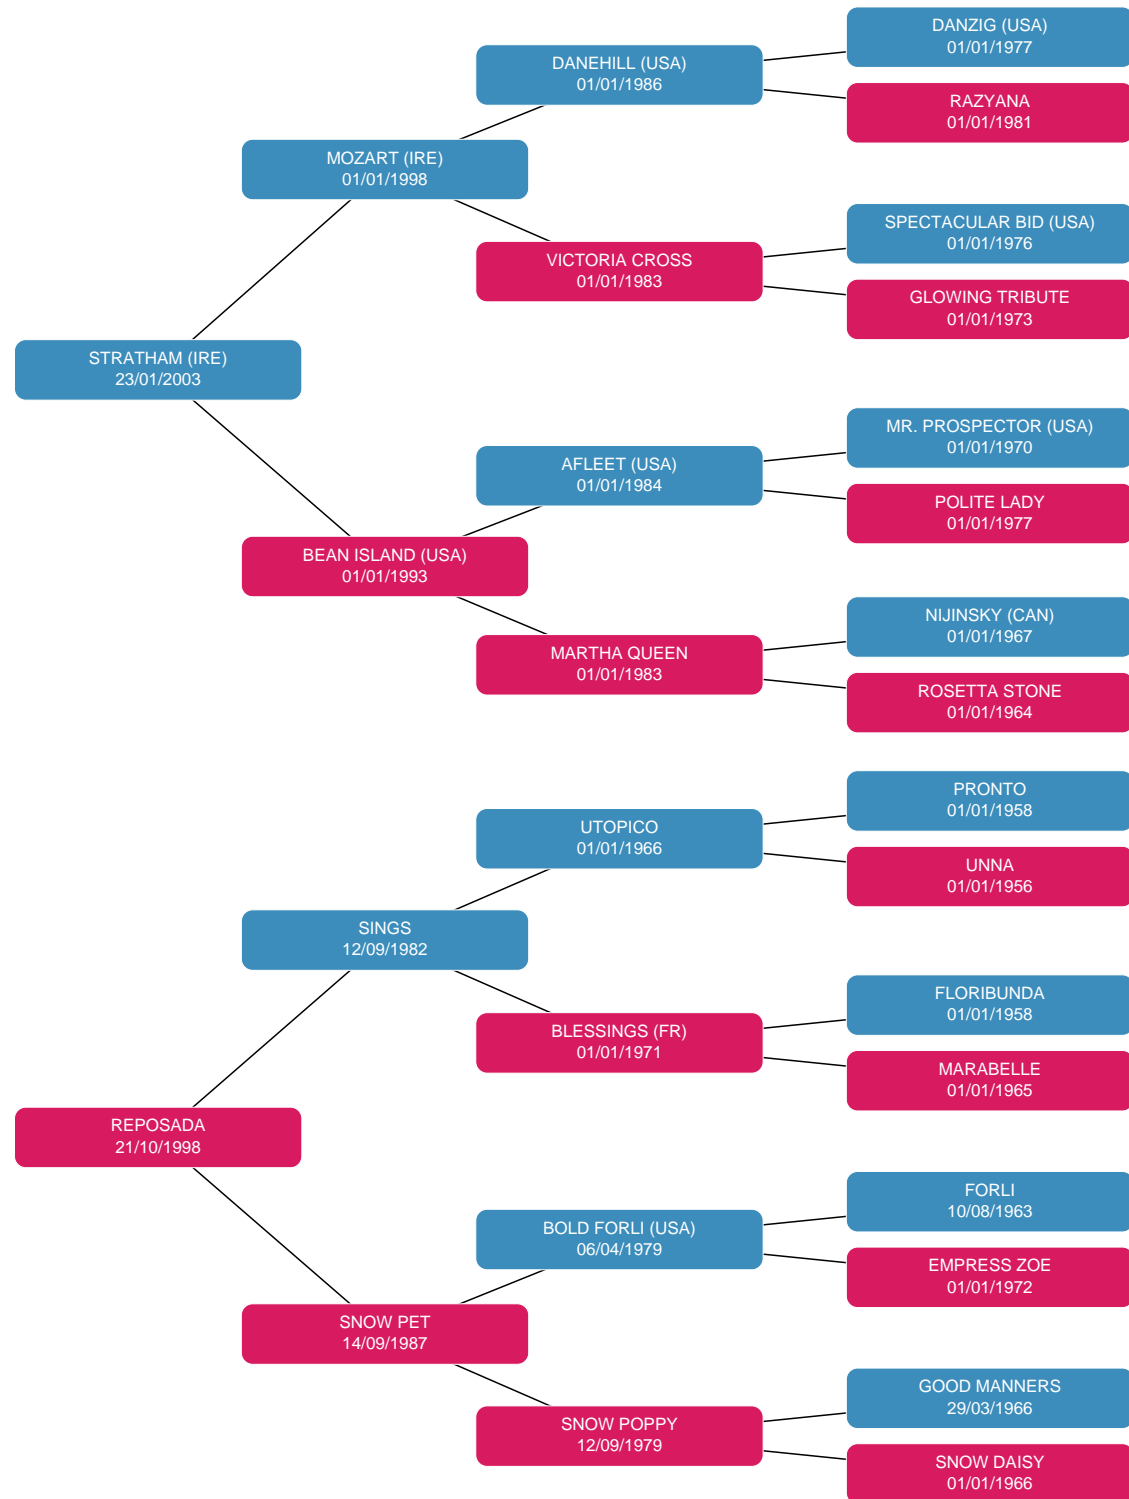 DANZIG (USA)
01/01/1977
DANEHILL (USA)
01/01/1986
RAZYANA
01/01/1981
MOZART (IRE)
01/01/1998
SPECTACULAR BID (USA)
01/01/1976
VICTORIA CROSS
01/01/1983
GLOWING TRIBUTE
01/01/1973
STRATHAM (IRE)
23/01/2003
MR. PROSPECTOR (USA)
01/01/1970
AFLEET (USA)
01/01/1984
POLITE LADY
01/01/1977
BEAN ISLAND (USA)
01/01/1993
NIJINSKY (CAN)
01/01/1967
MARTHA QUEEN
01/01/1983
ROSETTA STONE
01/01/1964
PRONTO
01/01/1958
UTOPICO
01/01/1966
UNNA
01/01/1956
SINGS
12/09/1982
FLORIBUNDA
01/01/1958
BLESSINGS (FR)
01/01/1971
MARABELLE
01/01/1965
REPOSADA
21/10/1998
FORLI
10/08/1963
BOLD FORLI (USA)
06/04/1979
EMPRESS ZOE
01/01/1972
SNOW PET
14/09/1987
GOOD MANNERS
29/03/1966
SNOW POPPY
12/09/1979
SNOW DAISY
01/01/1966